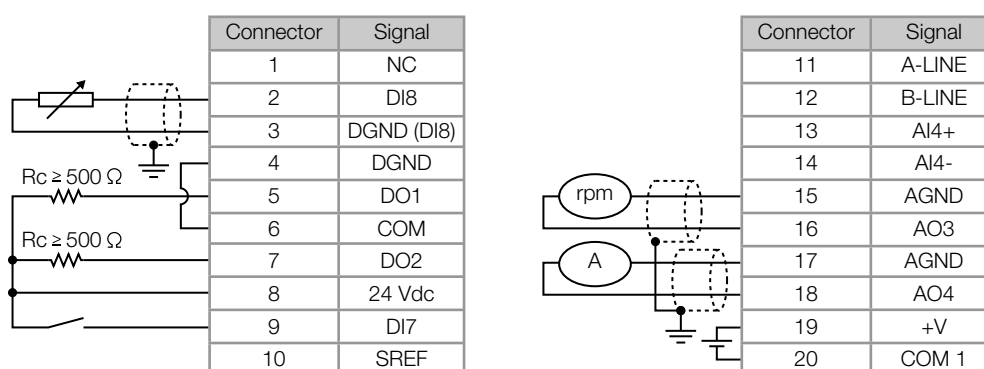 Connector Signal
1 NC
2 DI8
3 DGND (DI8)
4 DGND
5 DO1
6 COM
7 DO2
8 24 Vdc
9 DI7
10 SREF
Rc ≥ 500 Ω
Rc ≥ 500 Ω
Connector Signal
11 A-LINE
12 B-LINE
13 AI4+
14 AI4-
15 AGND
16 AO3
17 AGND
18 AO4
19 +V
20 COM 1
rpm
A